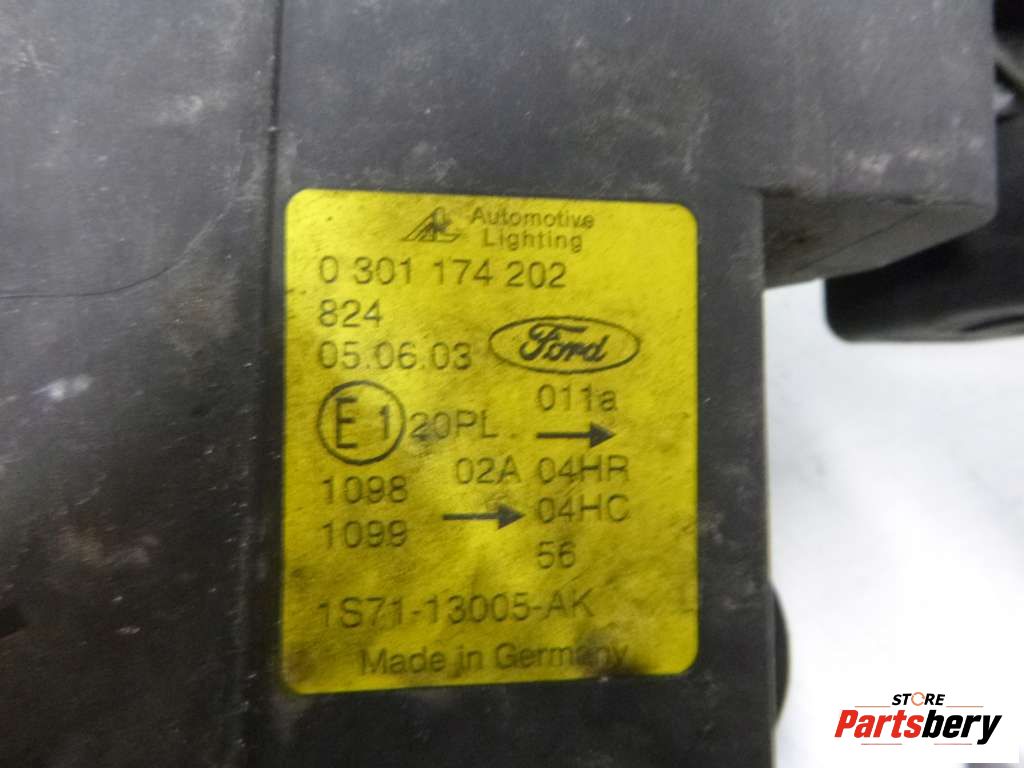 Automotive
Lighting
0 301 174 202
824
05.06.03 Ford
011a
E1 20PL
02A 04HR
1098
04HC
1099
56
1S71-13005-AK
Made in Germany
STORE
Partsbery